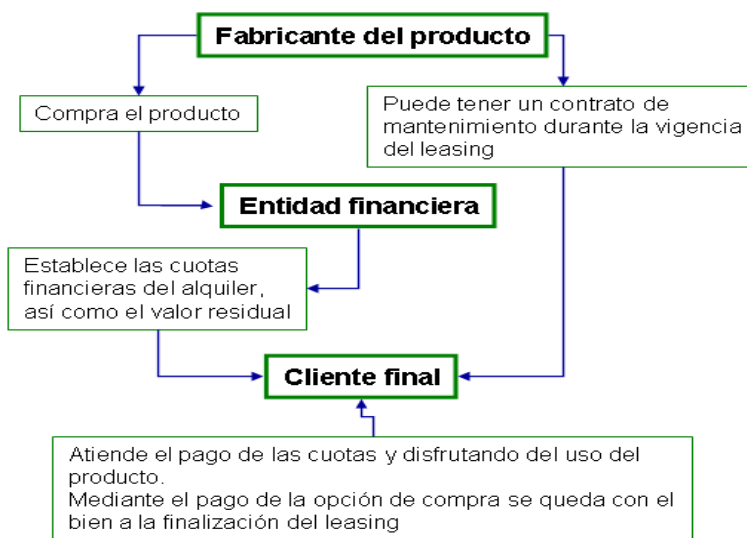 Fabricante del producto
Compra el producto
Puede tener un contrato de
mantenimiento durante la vigencia
del leasing
Entidad financiera
Establece las cuotas
financieras del alquiler,
así como el valor residual
Cliente final
Atiende el pago de las cuotas y disfrutando del uso del
producto.
Mediante el pago de la opción de compra se queda con el
bien a la finalización del leasing